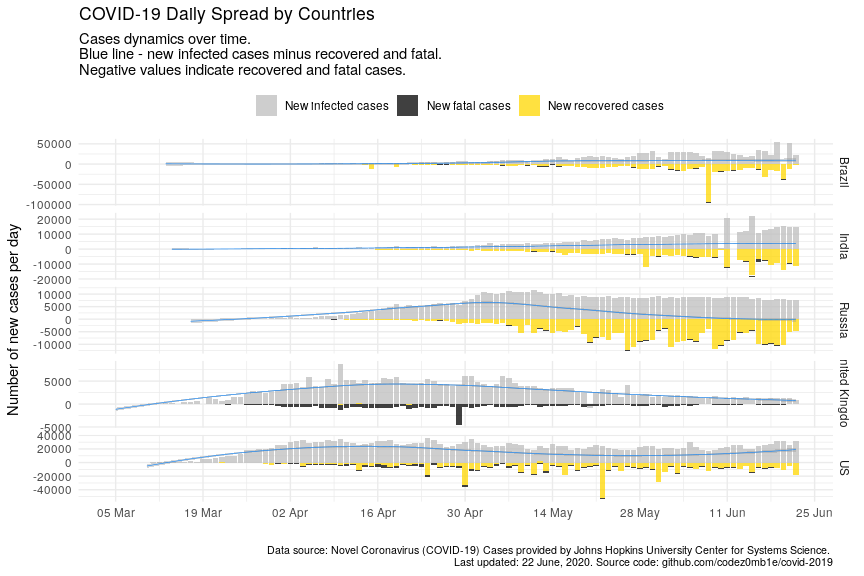 COVID-19 Daily Spread by Countries
Cases dynamics over time.
Blue line - new infected cases minus recovered and fatal.
Negative values indicate recovered and fatal cases.
New infected cases New fatal cases New recovered cases
Number of new cases per day
50000
0
-50000
-100000
Brazil
20000
10000
0
-10000
-20000
India
10000
5000
0
-5000
-10000
Russia
5000
0
-5000
nited Kingdo
40000
20000
0
-20000
-40000
US
05 Mar 19 Mar 02 Apr 16 Apr 30 Apr 14 May 28 May 11 Jun 25 Jun
Data source: Novel Coronavirus (COVID-19) Cases provided by Johns Hopkins University Center for Systems Science.
Last updated: 22 June, 2020. Source code: github.com/codez0mb1e/covid-2019